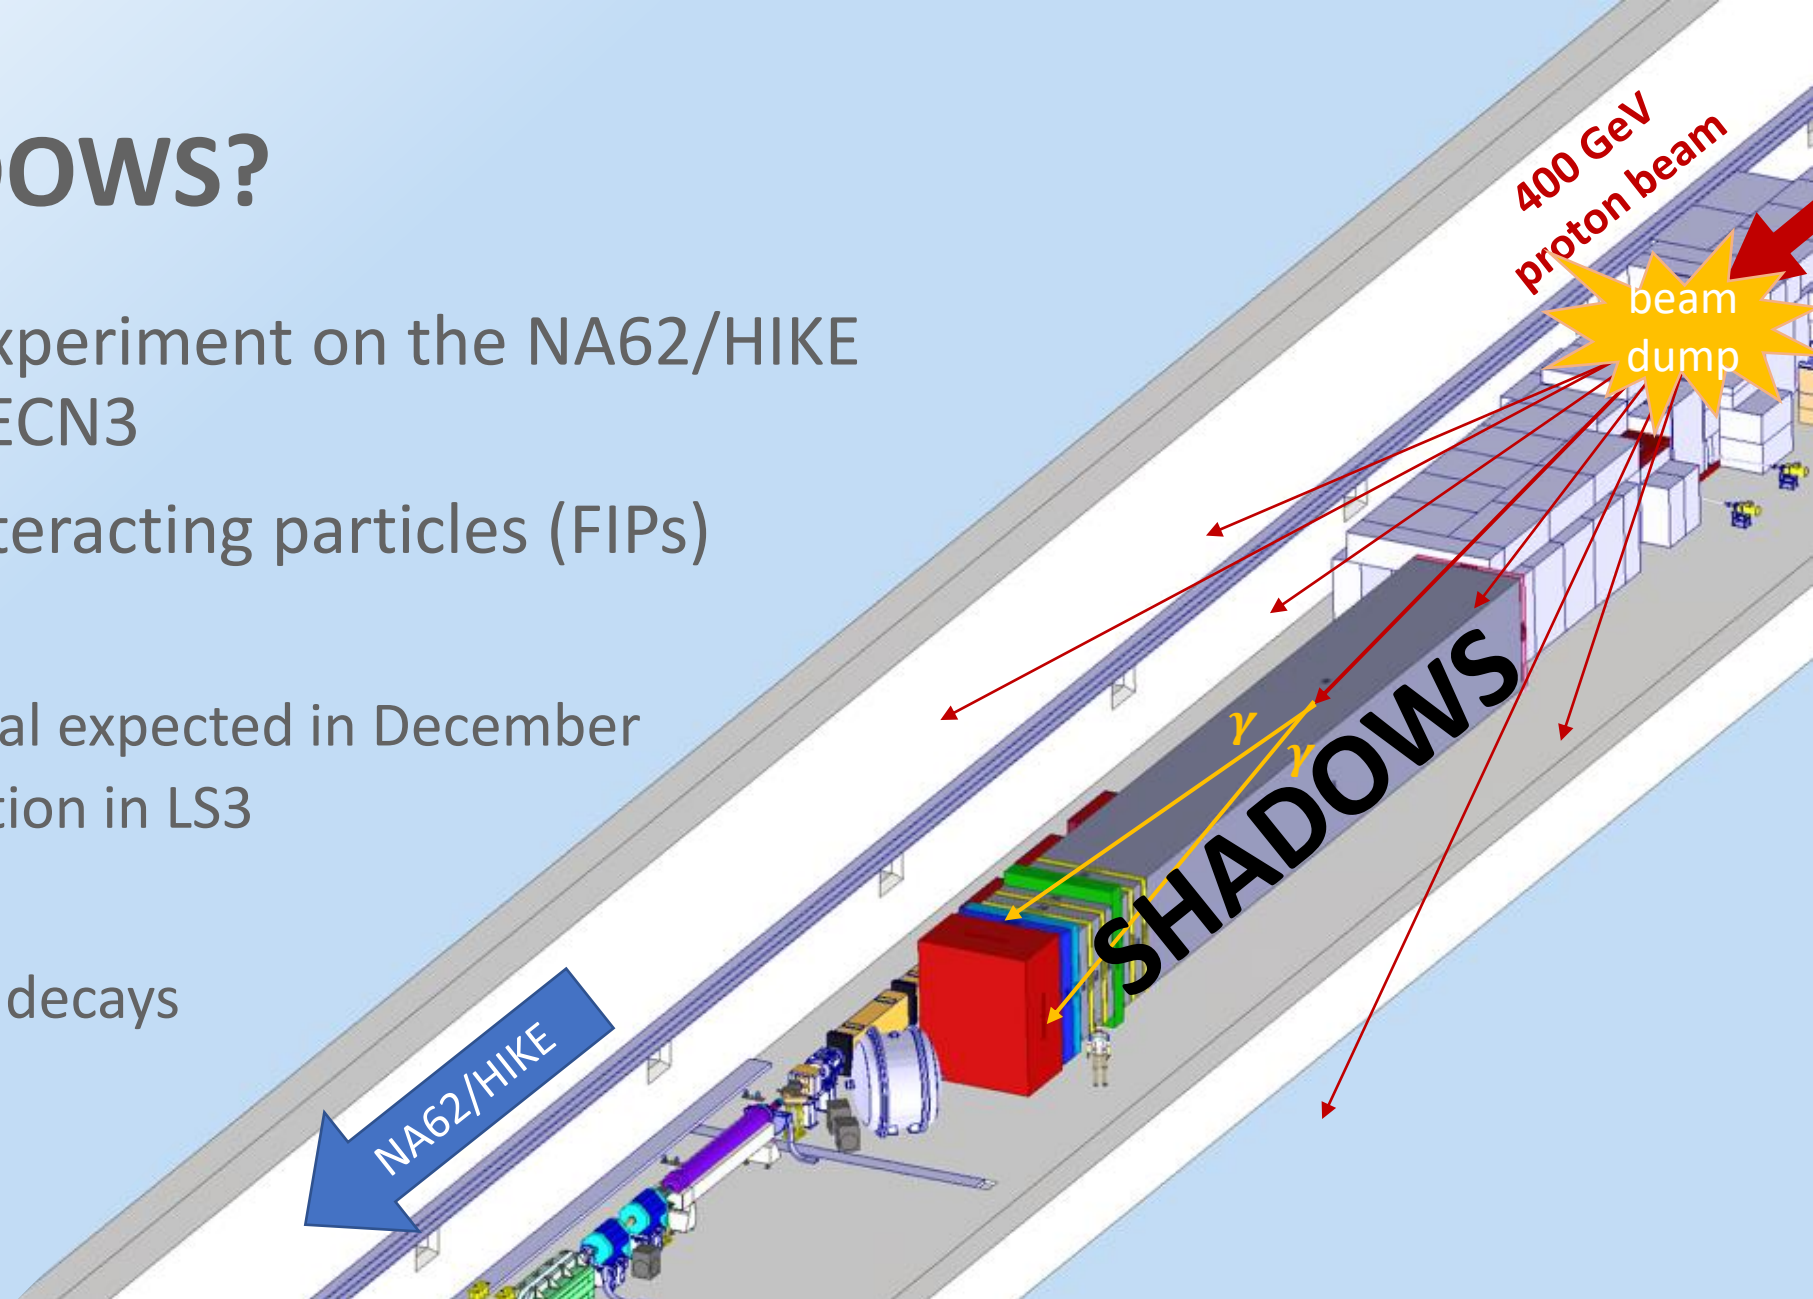 DOWS?
xperiment on the NA62/HIKE
ECN3
teracting particles (FIPs)
al expected in December
tion in LS3
decays
400 GeV
proton beam
beam
dump
γ
γ
SHADOWS
NA62/HIKE